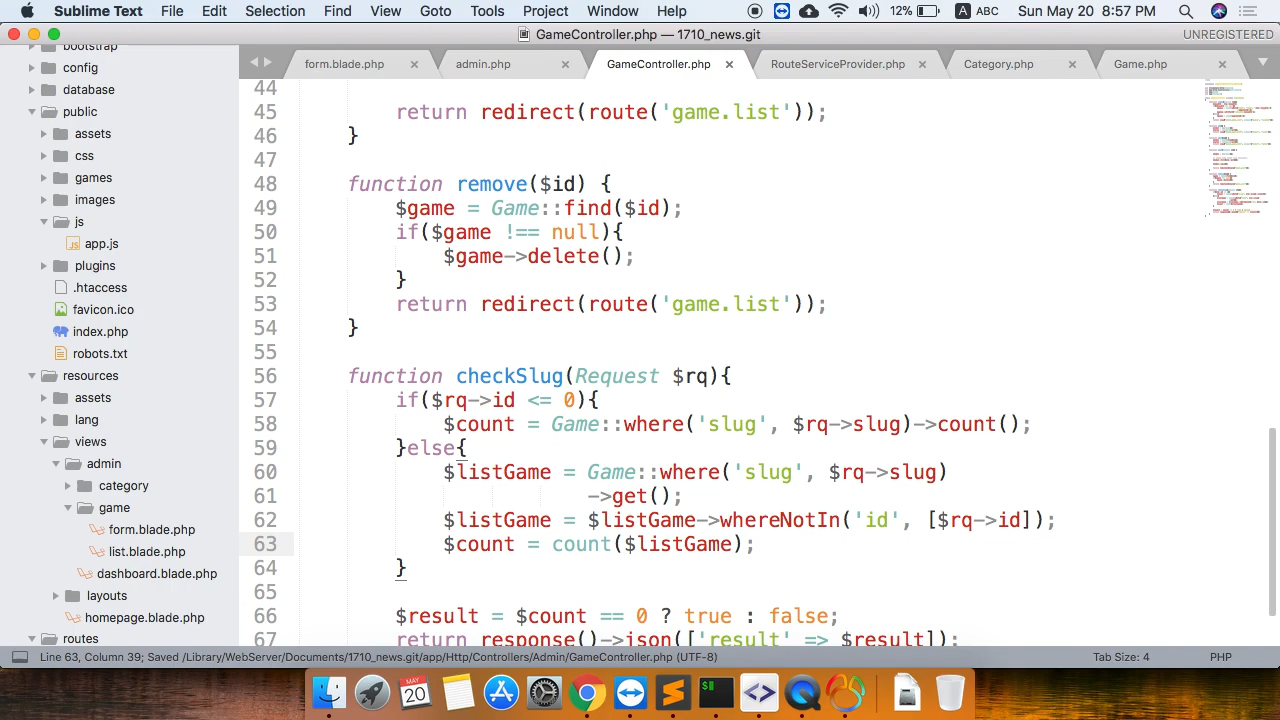 Sublime Text File Edit Selection Find View Goto Tools Project Window Help 12% A ABC Sun May 20 8:57 PM
GameController.php — 1710_news.git UNREGISTERED
form.blade.php × admin.php × GameController.php × RouteServiceProvider.php × Category.php × Game.php ×
bootstrap
config
database
public
assets
css
games
images
js
app.js
plugins
.htaccess
favicon.ico
index.php
robots.txt
resources
assets
lang
views
admin
category
game
form.blade.php
list.blade.php
dashboard.blade.php
layouts
homepage.blade.php
routes
44
45 return redirect(route('game.list'));
46 }
47
48 function remove($id) {
49 $game = Game::find($id);
50 if($game !== null){
51 $game->delete();
52 }
53 return redirect(route('game.list'));
54 }
55
56 function checkSlug(Request $rq){
57 if($rq->id <= 0){
58 $count = Game::where('slug', $rq->slug)->count();
59 }else{
60 $listGame = Game::where('slug', $rq->slug)
61 ->get();
62 $listGame = $listGame->whereNotIn('id', [$rq->id]);
63 $count = count($listGame);
64 }
65
66 $result = $count == 0 ? true : false;
67 return response()->json(['result' => $result]);
Line 63, Column 39; Saved /Library/WebServer/Documents/1710_news.git/app/Http/Controllers/Admin/GameController.php (UTF-8) Tab Size: 4 PHP
MAY
20